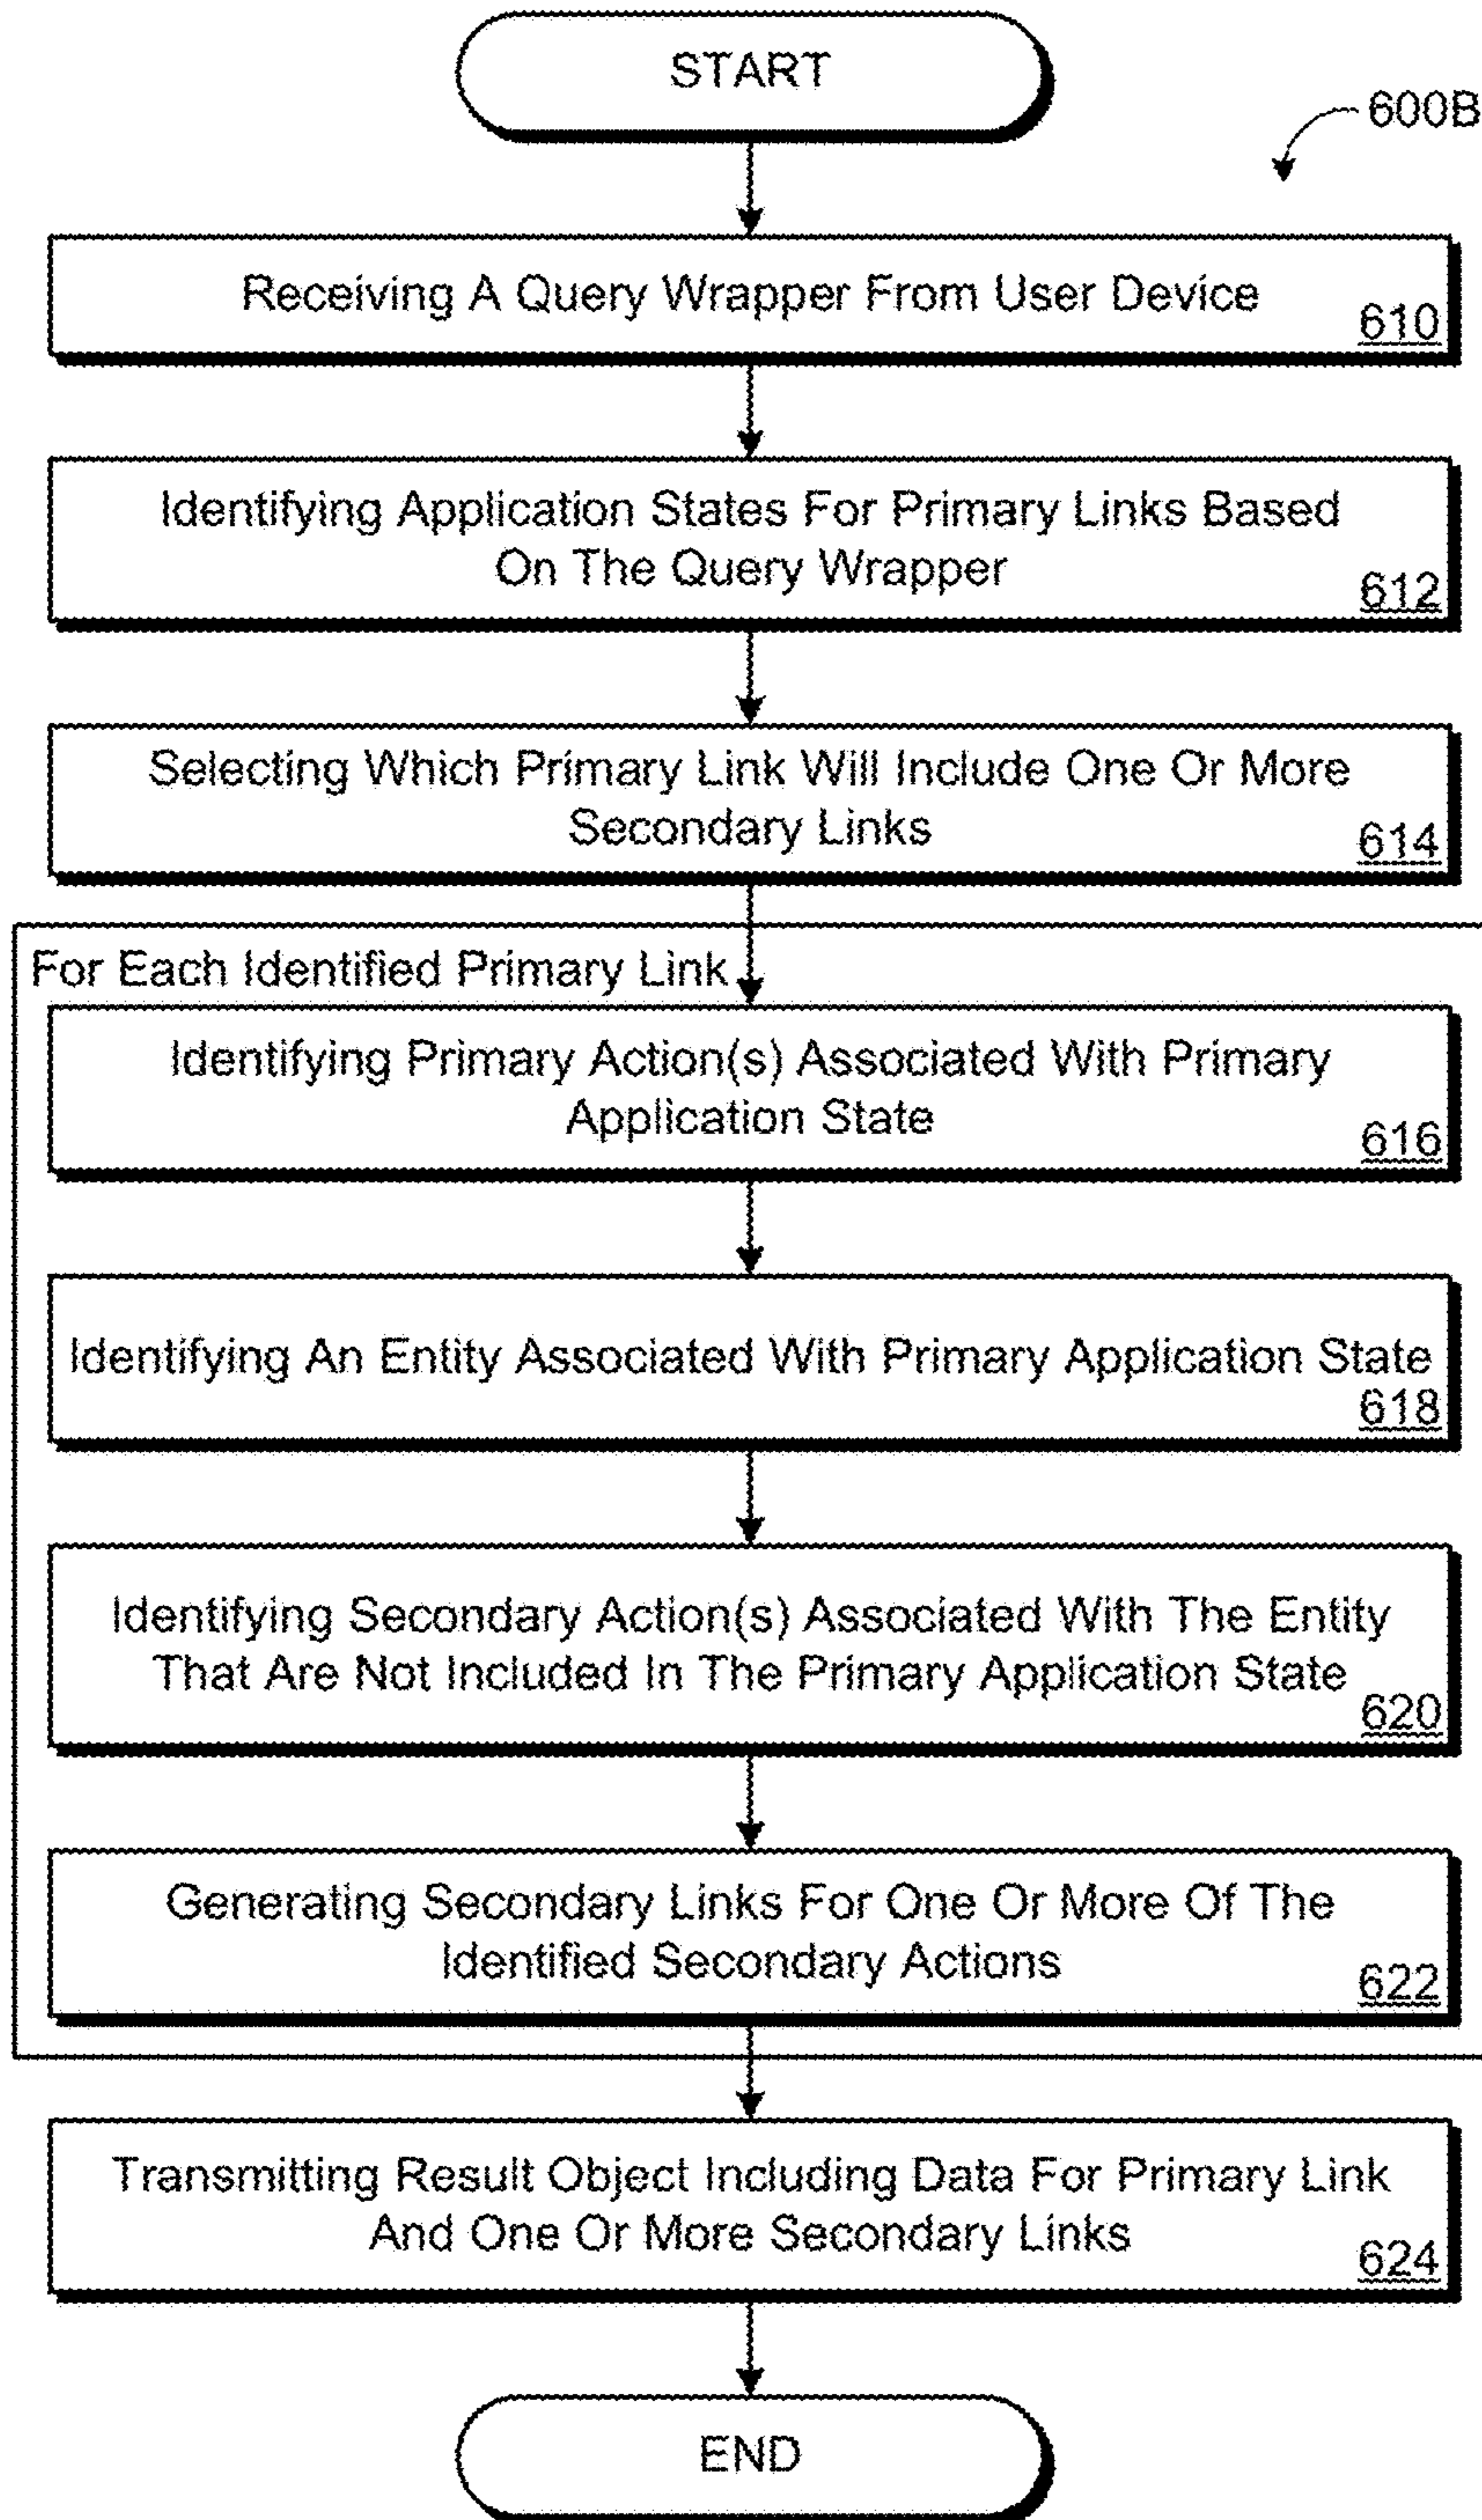 START
600B
Receiving A Query Wrapper From User Device
610
Identifying Application States For Primary Links Based
On The Query Wrapper
612
Selecting Which Primary Link Will Include One Or More
Secondary Links
614
For Each Identified Primary Link
Identifying Primary Action(s) Associated With Primary
Application State
616
Identifying An Entity Associated With Primary Application State
618
Identifying Secondary Action(s) Associated With The Entity
That Are Not Included In The Primary Application State
620
Generating Secondary Links For One Or More Of The
Identified Secondary Actions
622
Transmitting Result Object Including Data For Primary Link
And One Or More Secondary Links
624
END